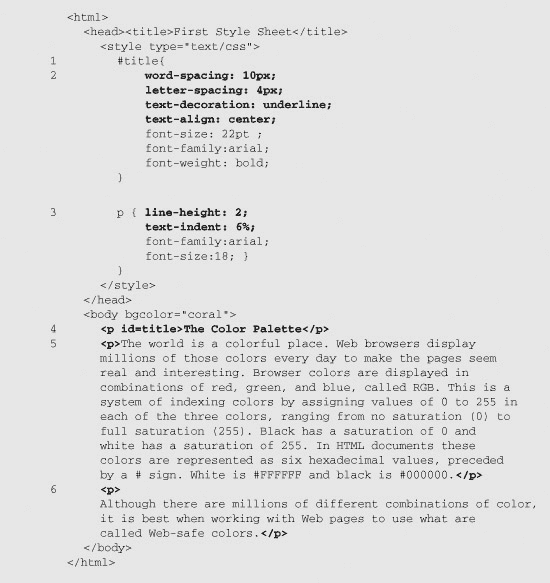 <html>
<head><title>First Style Sheet</title>
<style type="text/css">
1 #title{
2 word-spacing: 10px;
letter-spacing: 4px;
text-decoration: underline;
text-align: center;
font-size: 22pt ;
font-family:arial;
font-weight: bold;
}
3 p { line-height: 2;
text-indent: 6%;
font-family:arial;
font-size:18; }
}
</style>
</head>
<body bgcolor="coral">
4 <p id=title>The Color Palette</p>
5 <p>The world is a colorful place. Web browsers display
millions of those colors every day to make the pages seem
real and interesting. Browser colors are displayed in
combinations of red, green, and blue, called RGB. This is a
system of indexing colors by assigning values of 0 to 255 in
each of the three colors, ranging from no saturation (0) to
full saturation (255). Black has a saturation of 0 and
white has a saturation of 255. In HTML documents these
colors are represented as six hexadecimal values, preceded
by a # sign. White is #FFFFFF and black is #000000.</p>
6 <p>
Although there are millions of different combinations of color,
it is best when working with Web pages to use what are
called Web-safe colors.</p>
</body>
</html>